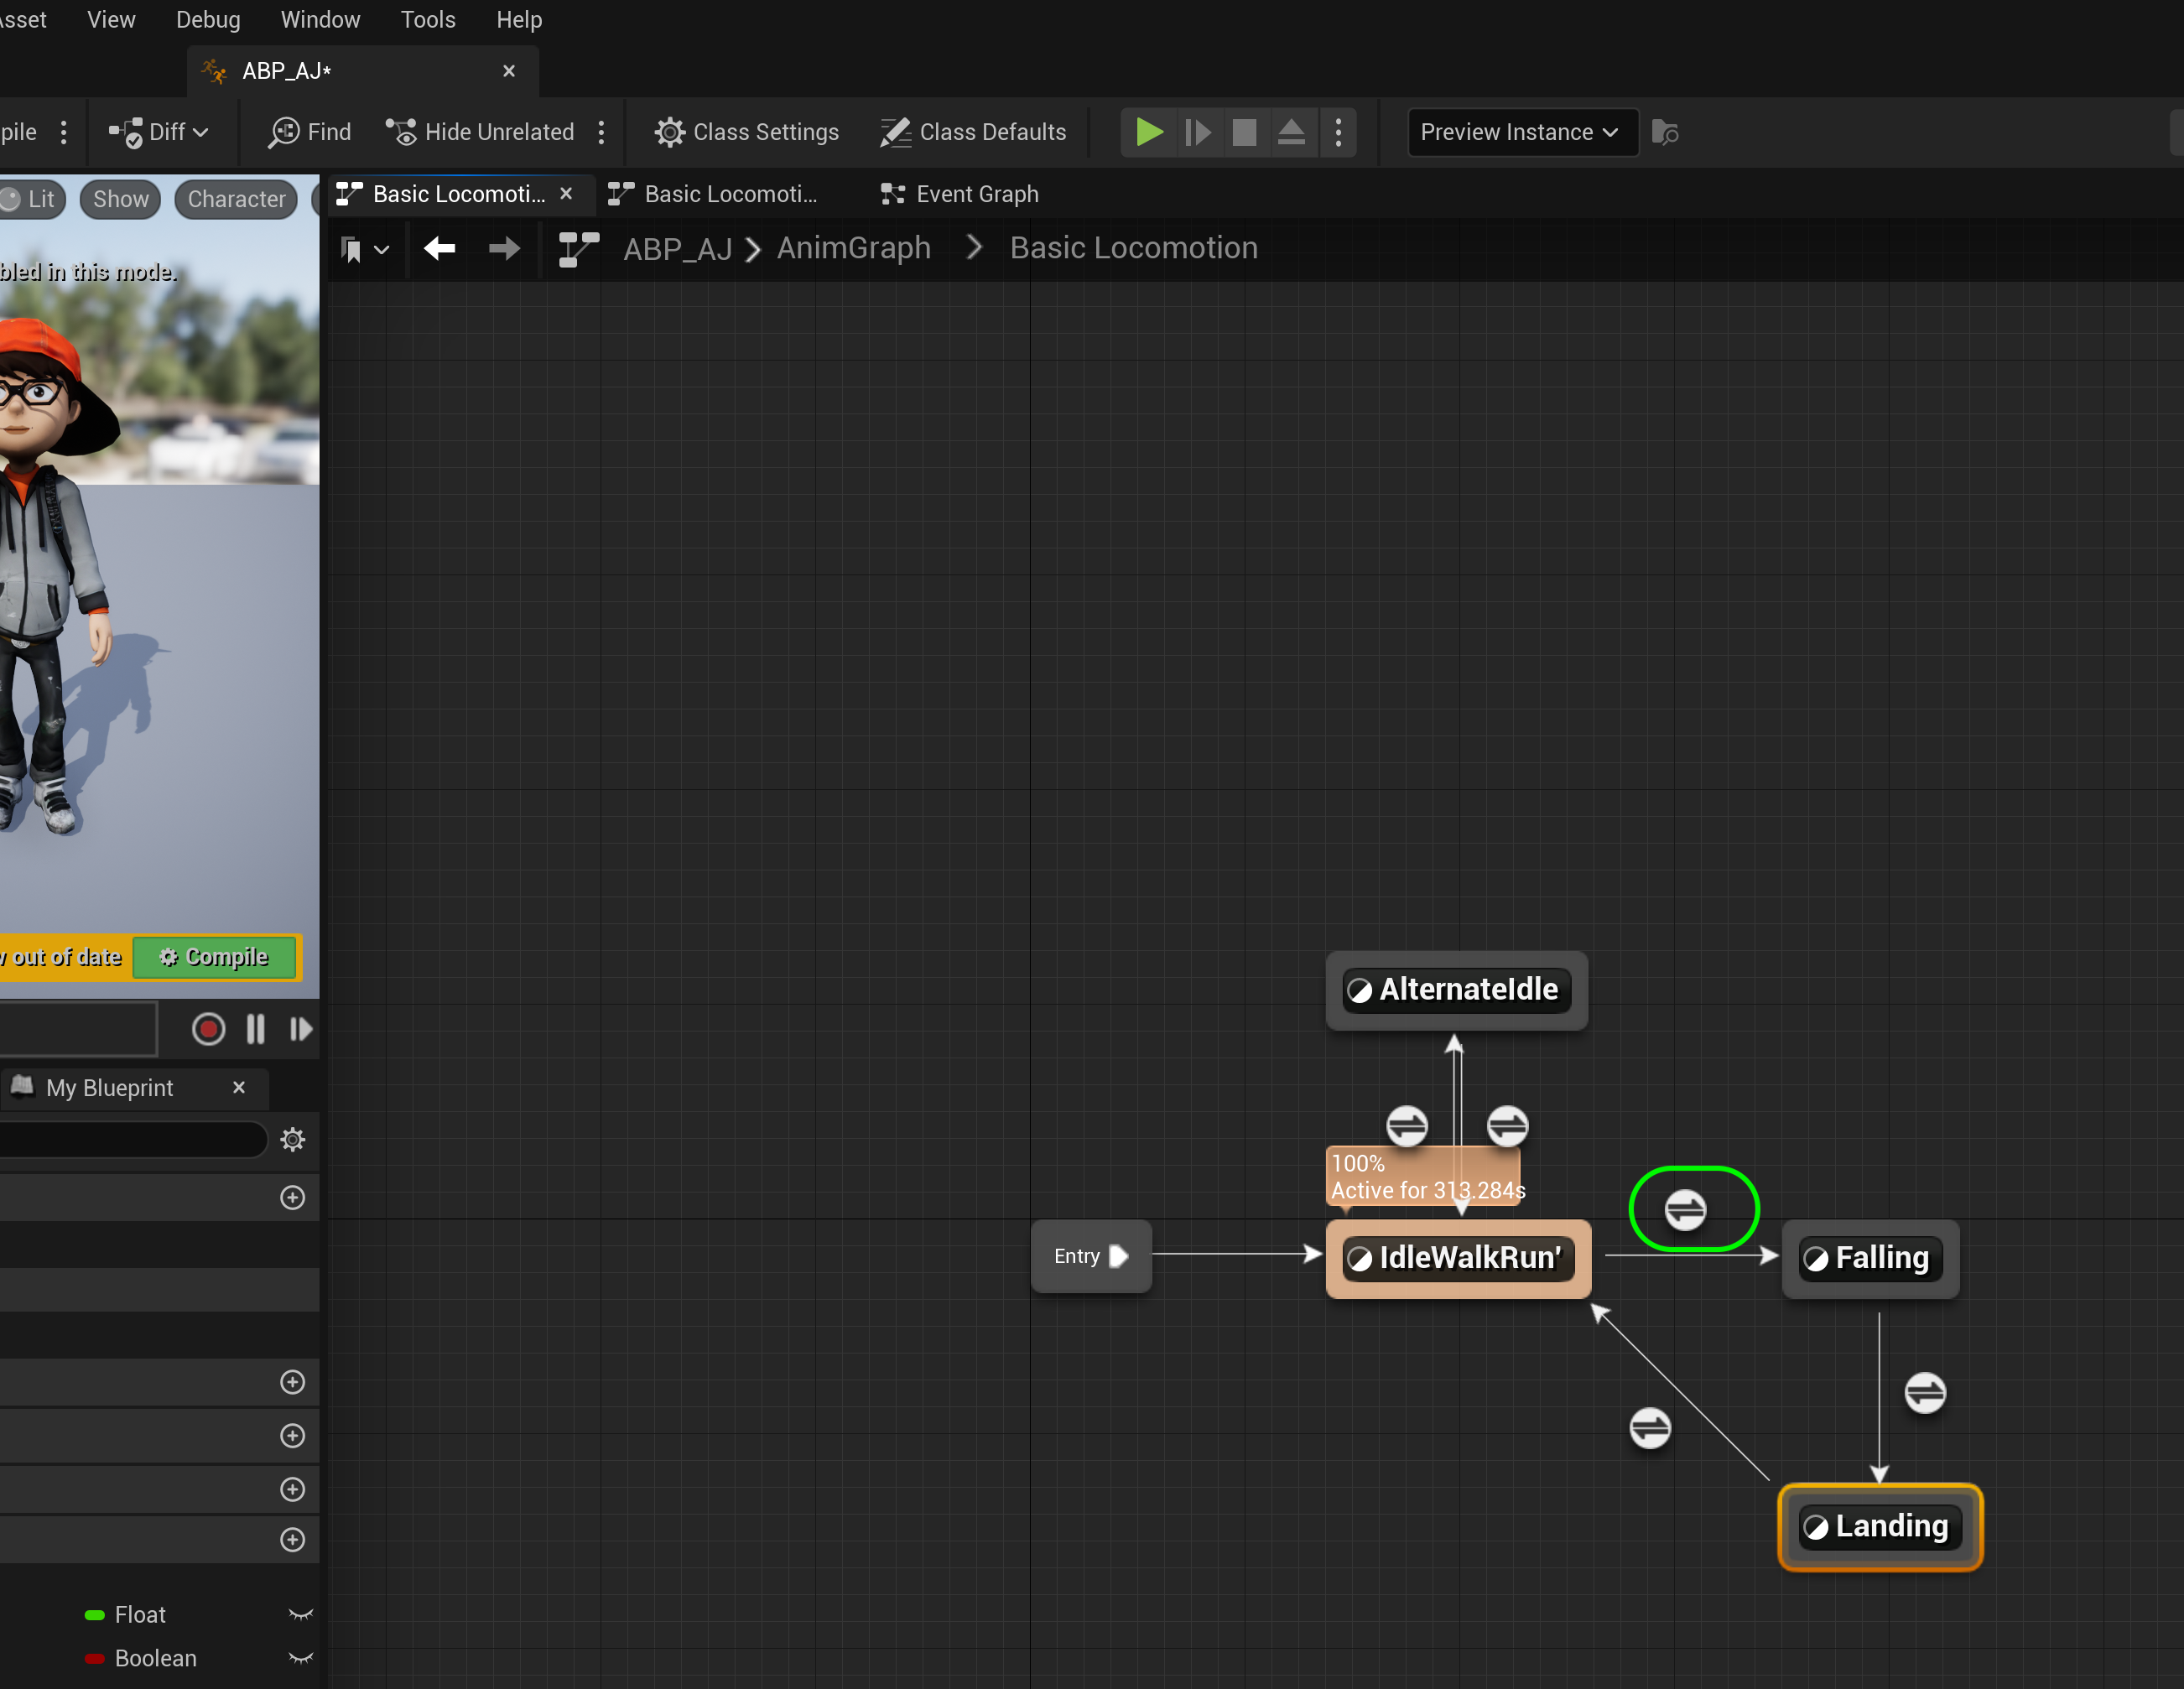 Asset View Debug Window Tools Help
ABP_AJ*
pile Diff Find Hide Unrelated Class Settings Class Defaults Preview Instance
Lit Show Character
Basic Locomoti... Basic Locomoti... Event Graph
ABP_AJ > AnimGraph > Basic Locomotion
bled in this mode.
AlternateIdle
out of date Compile
My Blueprint
100%
Active for 313.284s
Entry
IdleWalkRun'
Falling
Landing
Float
Boolean